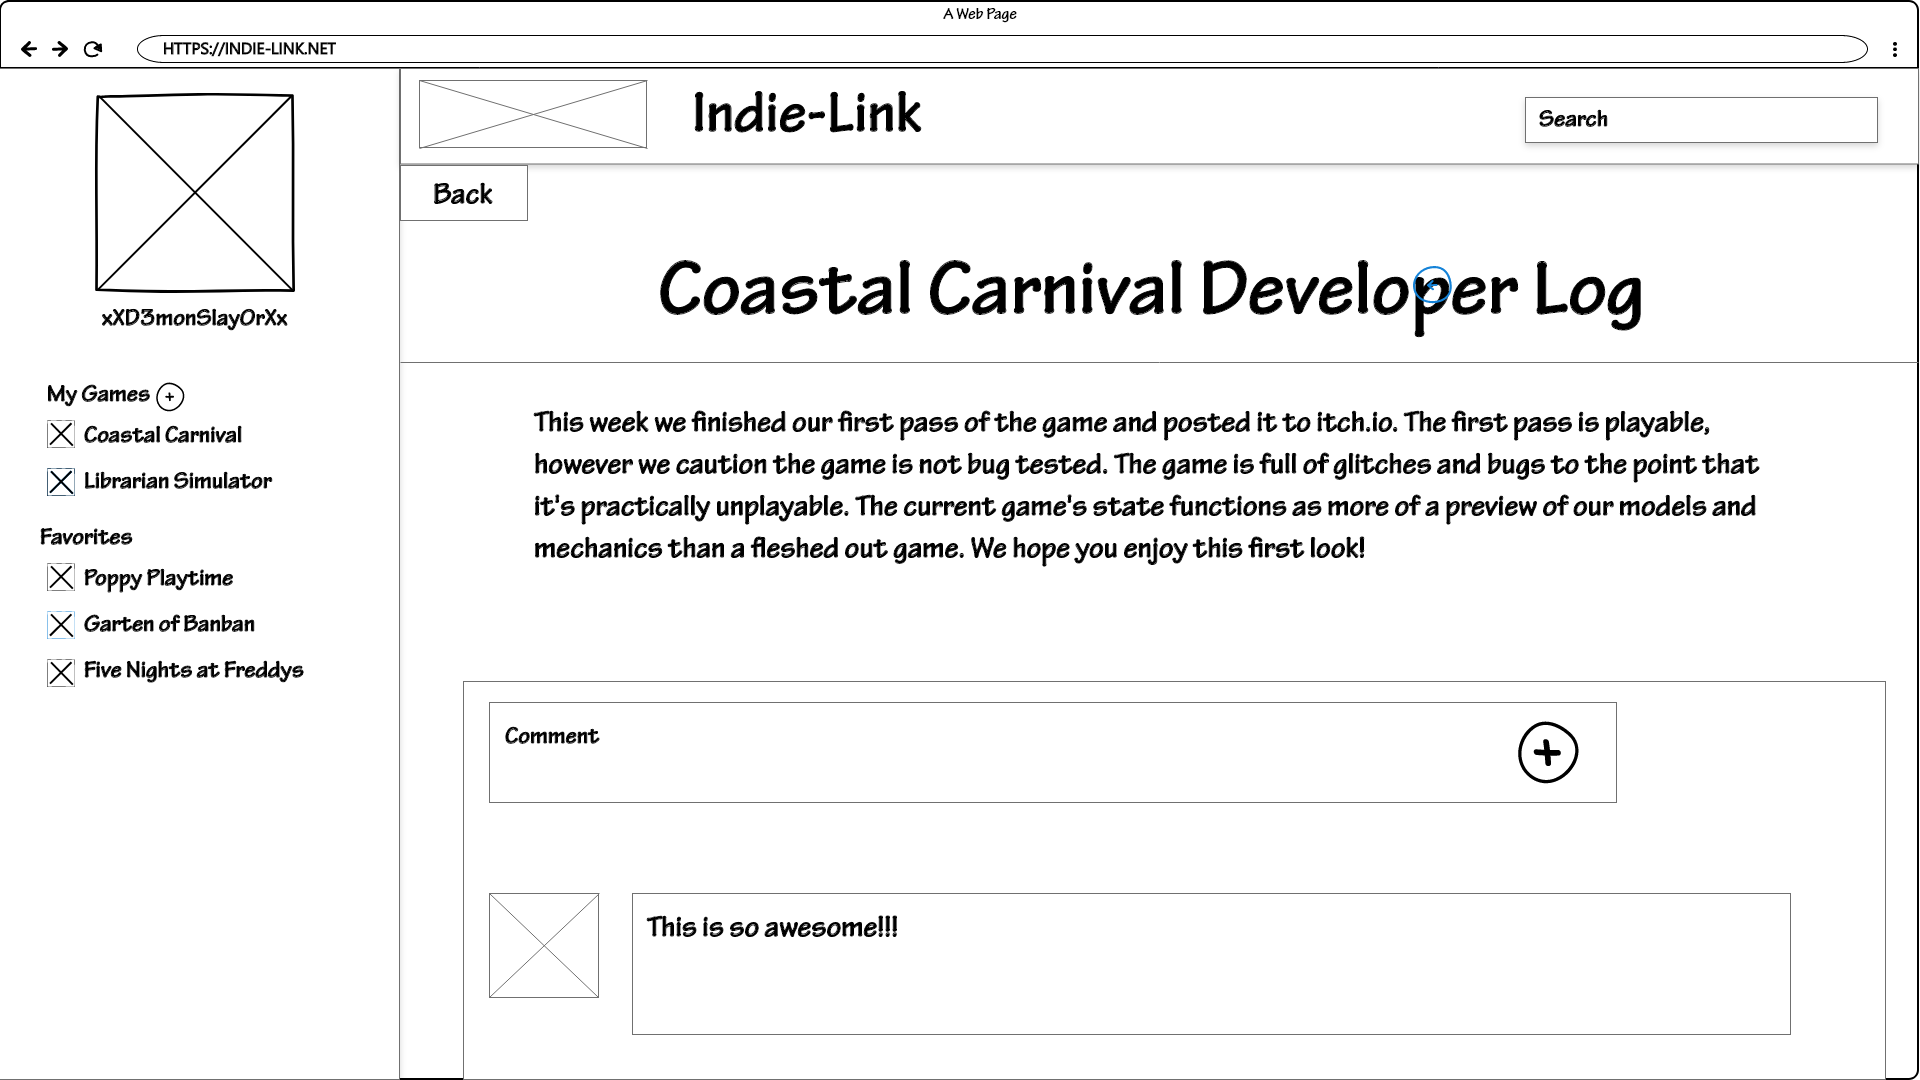 A Web Page
HTTPS://INDIE-LINK.NET
xXD3monSlayOrXx
My Games
Coastal Carnival
Librarian Simulator
Favorites
Poppy Playtime
Garten of Banban
Five Nights at Freddys
Indie-Link
Search
Back
Coastal Carnival Developer Log
This week we finished our first pass of the game and posted it to itch.io. The first pass is playable,
however we caution the game is not bug tested. The game is full of glitches and bugs to the point that
it's practically unplayable. The current game's state functions as more of a preview of our models and
mechanics than a fleshed out game. We hope you enjoy this first look!
Comment
This is so awesome!!!